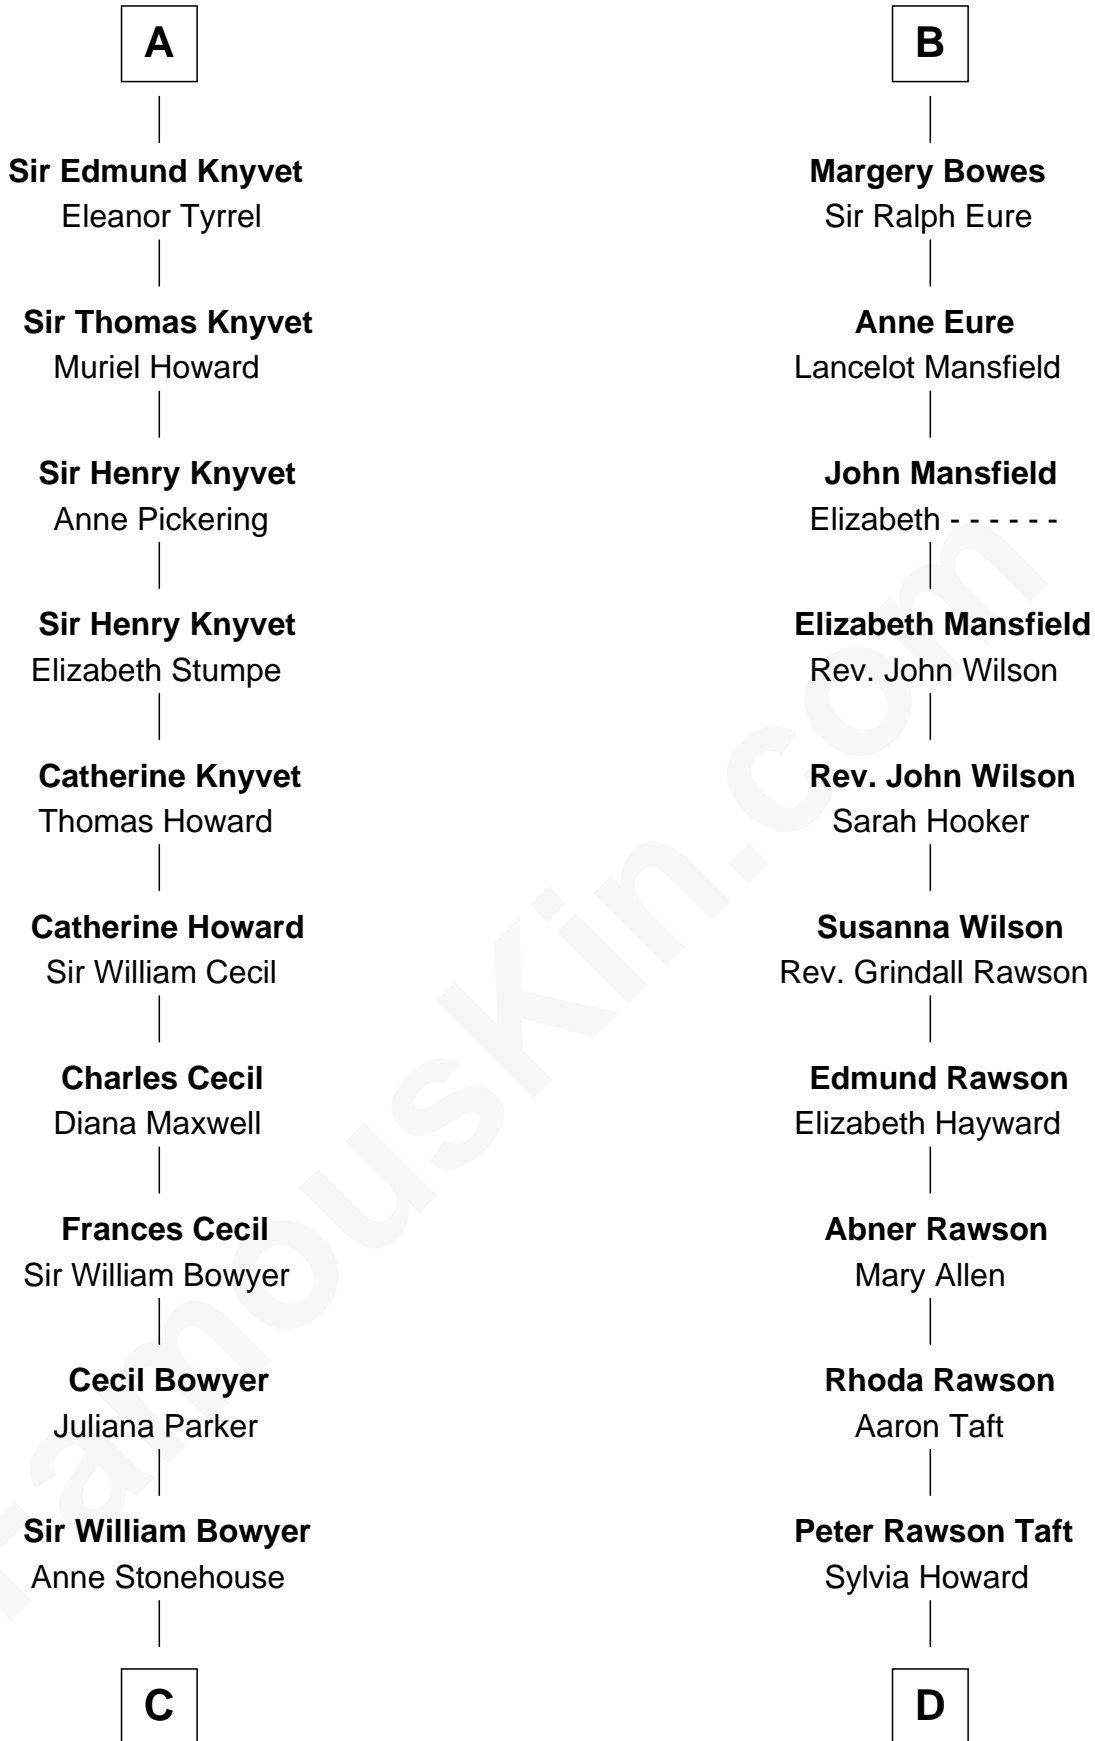 A
Sir Edmund Knyvet
Eleanor Tyrrel
Sir Thomas Knyvet
Muriel Howard
Sir Henry Knyvet
Anne Pickering
Sir Henry Knyvet
Elizabeth Stumpe
Catherine Knyvet
Thomas Howard
Catherine Howard
Sir William Cecil
Charles Cecil
Diana Maxwell
Frances Cecil
Sir William Bowyer
Cecil Bowyer
Juliana Parker
Sir William Bowyer
Anne Stonehouse
C
B
Margery Bowes
Sir Ralph Eure
Anne Eure
Lancelot Mansfield
John Mansfield
Elizabeth - - - - - -
Elizabeth Mansfield
Rev. John Wilson
Rev. John Wilson
Sarah Hooker
Susanna Wilson
Rev. Grindall Rawson
Edmund Rawson
Elizabeth Hayward
Abner Rawson
Mary Allen
Rhoda Rawson
Aaron Taft
Peter Rawson Taft
Sylvia Howard
D
FamousKin.com